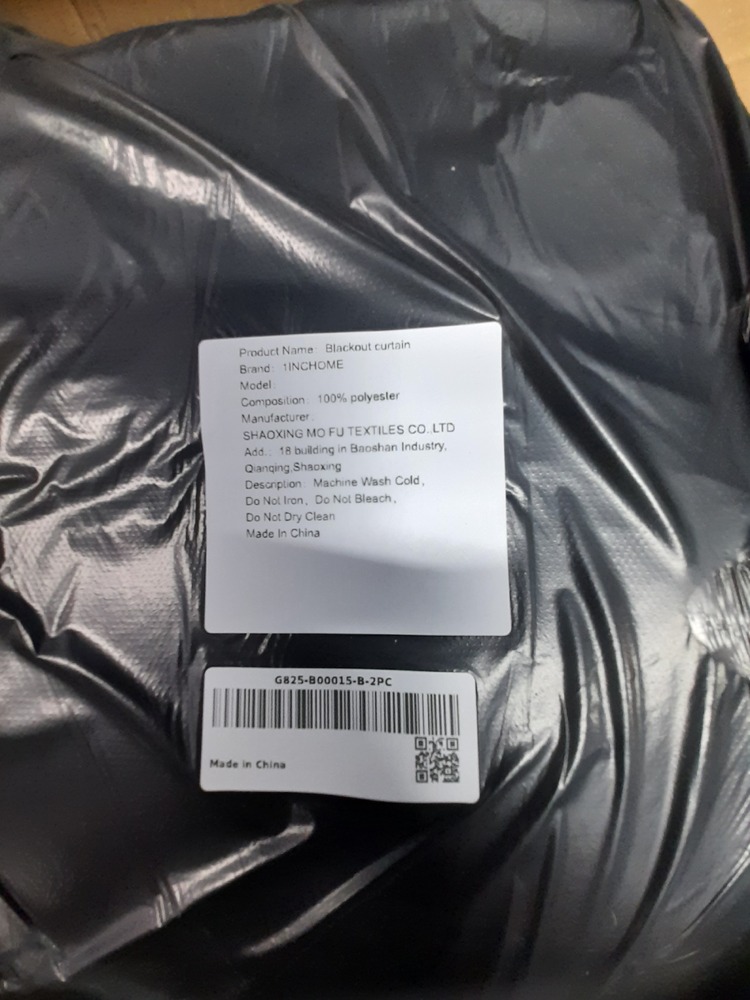 Product Name: Blackout curtain
Brand: 1INCHOME
Model:
Composition: 100% polyester
Manufacturer:
SHAOXING MO FU TEXTILES CO.,LTD
Add.: 18 building in Baoshan Industry,
Qianqing,Shaoxing
Description: Machine Wash Cold,
Do Not Iron, Do Not Bleach,
Do Not Dry Clean
Made In China
G825-B00015-B-2PC
Made in China